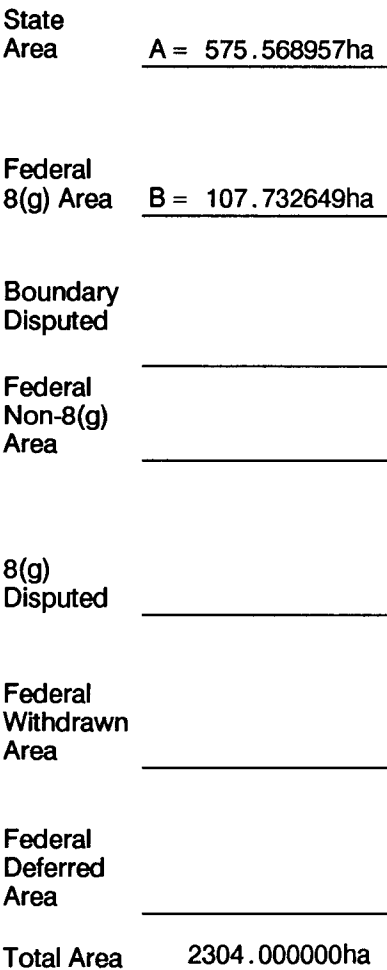 State
Area A = 575.568957ha
Federal
8(g) Area B = 107.732649ha
Boundary
Disputed
Federal
Non-8(g)
Area
8(g)
Disputed
Federal
Withdrawn
Area
Federal
Deferred
Area
Total Area 2304.000000ha